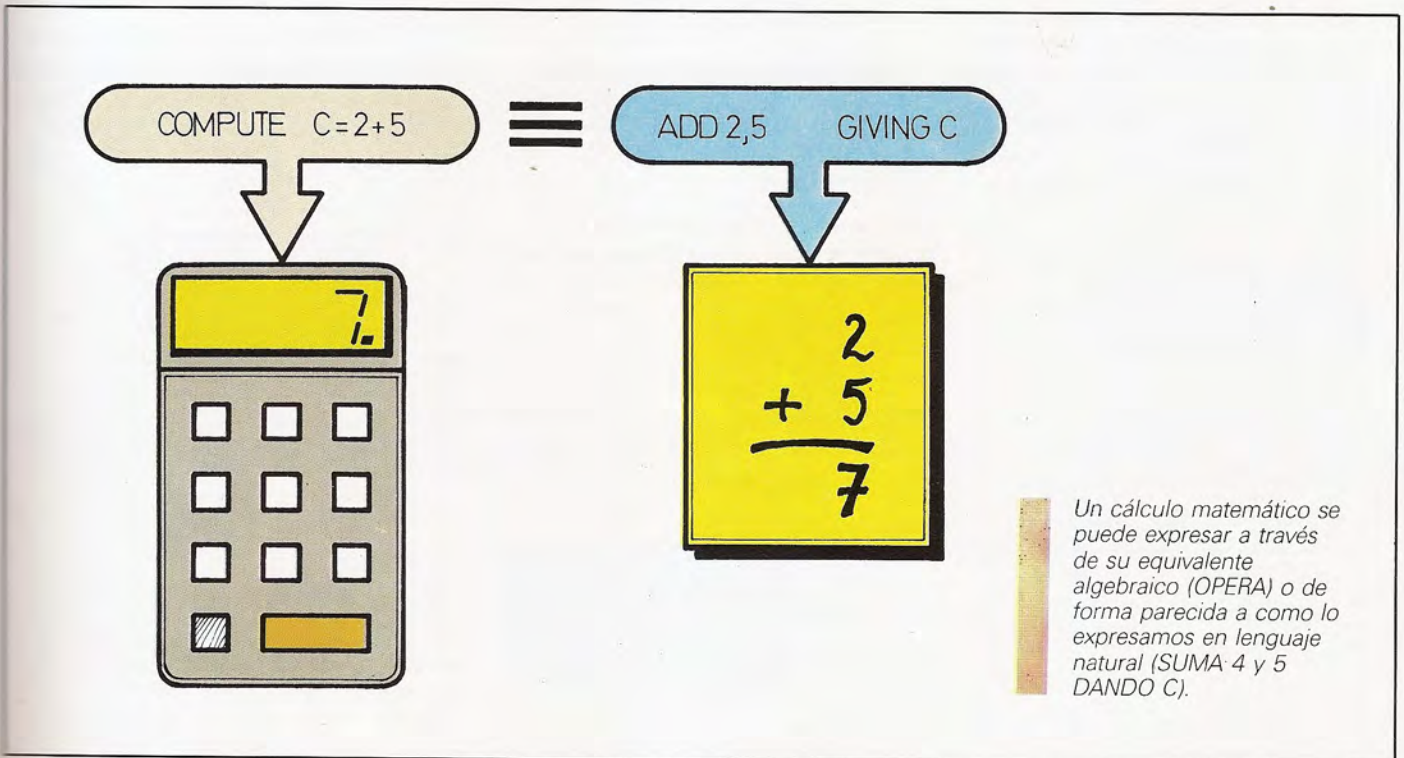 COMPUTE C=2+5
≡
ADD 2,5 GIVING C
7.
2
+ 5
7
Un cálculo matemático se
puede expresar a través
de su equivalente
algebraico (OPERA) o de
forma parecida a como lo
expresamos en lenguaje
natural (SUMA 4 y 5
DANDO C).